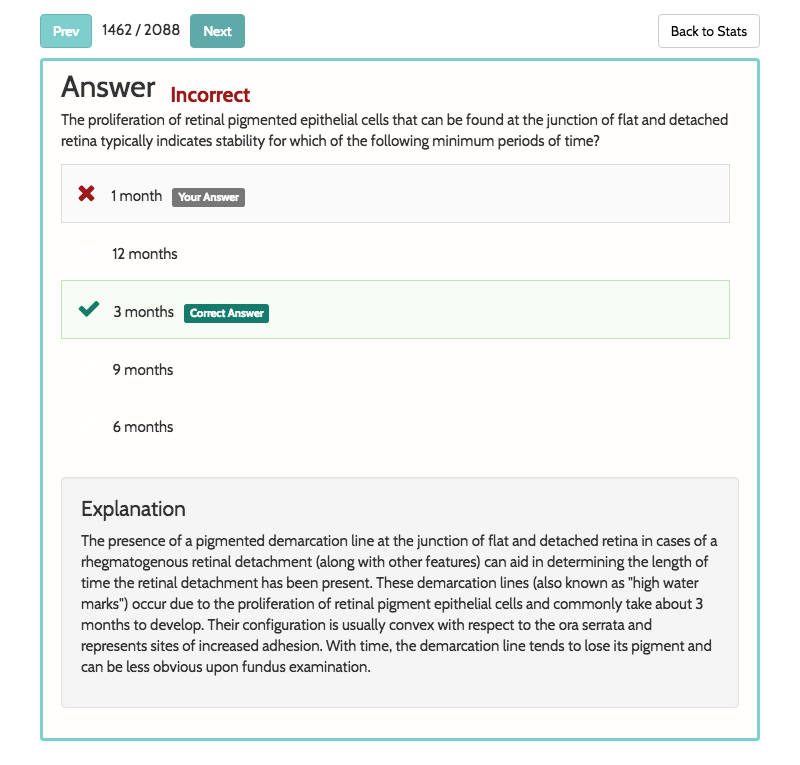 Prev 1462 / 2088 Next Back to Stats
Answer Incorrect
The proliferation of retinal pigmented epithelial cells that can be found at the junction of flat and detached
retina typically indicates stability for which of the following minimum periods of time?
1 month Your Answer
12 months
3 months Correct Answer
9 months
6 months
Explanation
The presence of a pigmented demarcation line at the junction of flat and detached retina in cases of a
rhegmatogenous retinal detachment (along with other features) can aid in determining the length of
time the retinal detachment has been present. These demarcation lines (also known as "high water
marks") occur due to the proliferation of retinal pigment epithelial cells and commonly take about 3
months to develop. Their configuration is usually convex with respect to the ora serrata and
represents sites of increased adhesion. With time, the demarcation line tends to lose its pigment and
can be less obvious upon fundus examination.